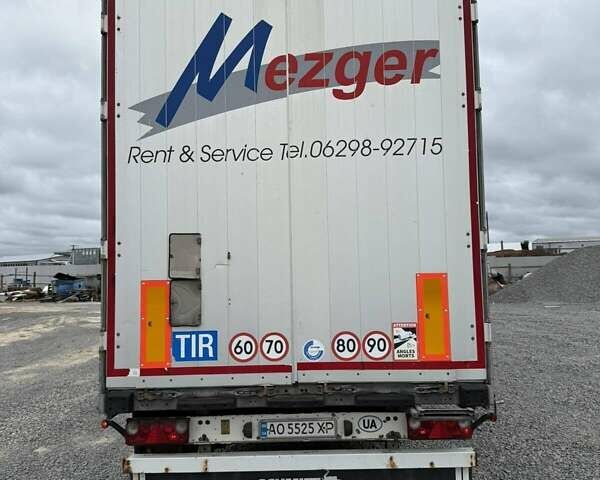 Mezger
Rent & Service Tel.06298-92715
TIR
60 70 80 90
ATTENTION
ANGLES
MORTS
AO 5525 XP
UA